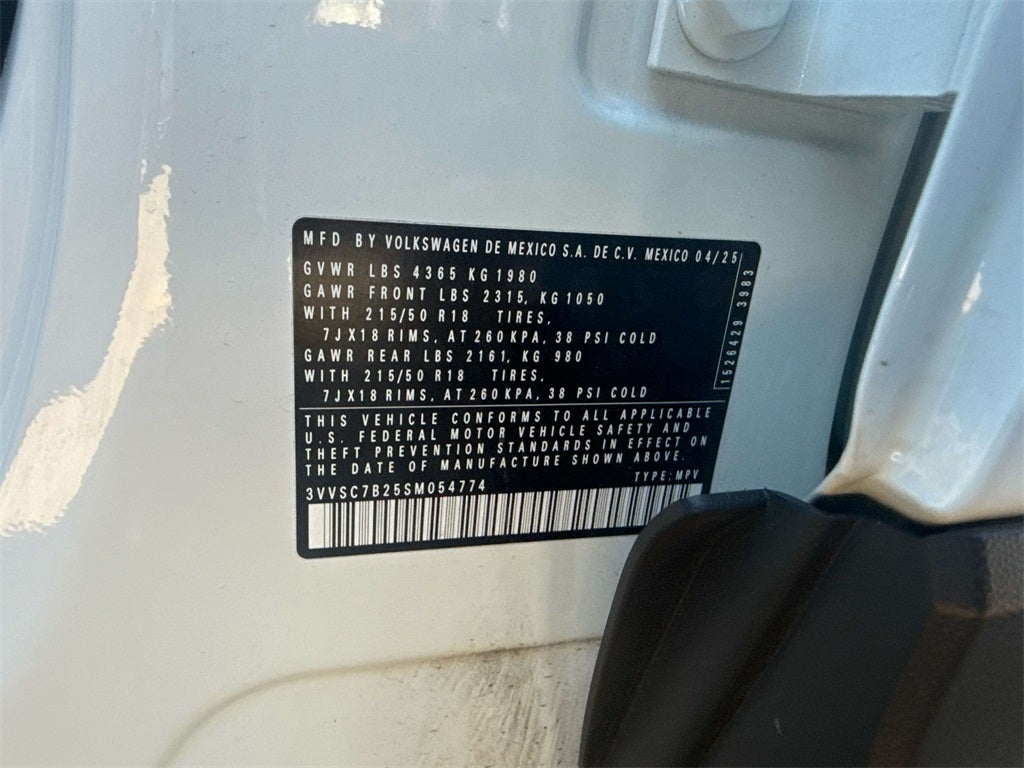 MFD BY VOLKSWAGEN DE MEXICO S.A. DE C.V. MEXICO 04/25
GVWR LBS 4365 KG 1980
GAWR FRONT LBS 2315, KG 1050
WITH 215/50 R18 TIRES,
7JX18 RIMS, AT 260 KPA, 38 PSI COLD
GAWR REAR LBS 2161, KG 980
WITH 215/50 R18 TIRES,
7JX18 RIMS, AT 260 KPA, 38 PSI COLD
1526429 3983
THIS VEHICLE CONFORMS TO ALL APPLICABLE
U.S. FEDERAL MOTOR VEHICLE SAFETY AND
THEFT PREVENTION STANDARDS IN EFFECT ON
THE DATE OF MANUFACTURE SHOWN ABOVE.
3VVSC7B25SM054774 TYPE: MPV